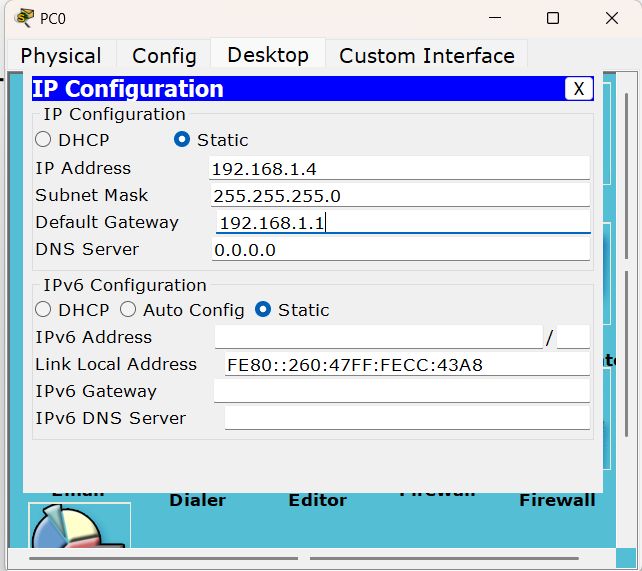 PC0
Physical Config Desktop Custom Interface
IP Configuration X
IP Configuration
DHCP Static
IP Address 192.168.1.4
Subnet Mask 255.255.255.0
Default Gateway 192.168.1.1
DNS Server 0.0.0.0
IPv6 Configuration
DHCP Auto Config Static
IPv6 Address /
Link Local Address FE80::260:47FF:FECC:43A8
IPv6 Gateway
IPv6 DNS Server
Email Dialer Editor Firewall Firewall